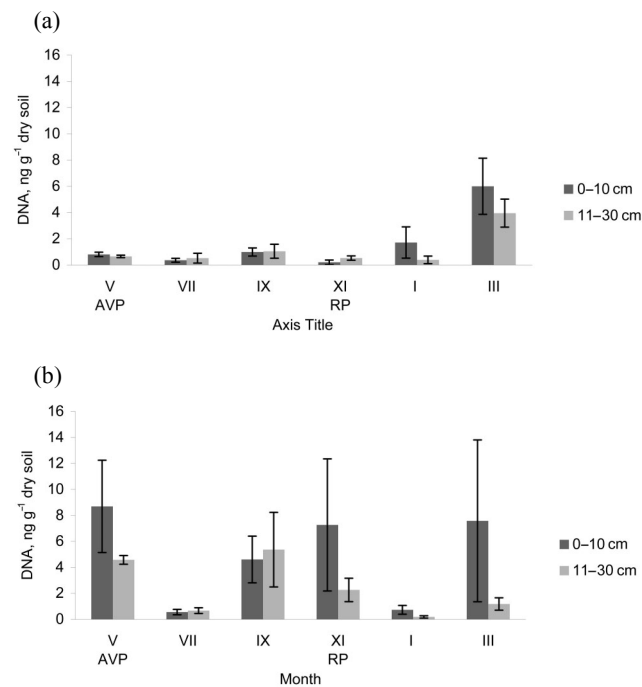 (a)
16
14
12
10
8
6
4
2
0
DNA, ng g⁻¹ dry soil
V VII IX XI I III
AVP RP
Axis Title
0–10 cm
11–30 cm
(b)
16
14
12
10
8
6
4
2
0
DNA, ng g⁻¹ dry soil
V VII IX XI I III
AVP RP
Month
0–10 cm
11–30 cm